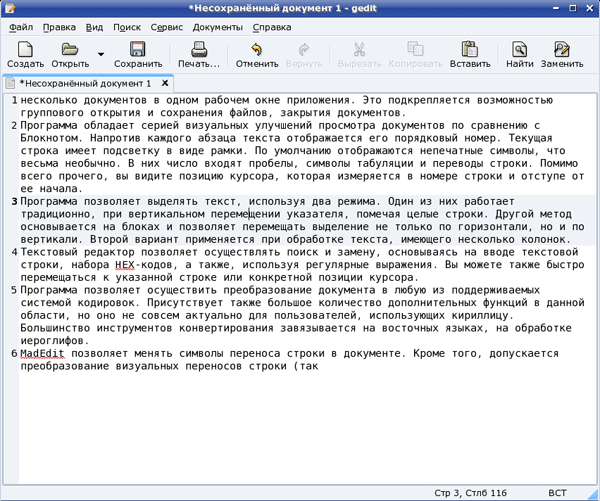 *Несохранённый документ 1 - gedit
Файл Правка Вид Поиск Сервис Документы Справка
Создать Открыть Сохранить Печать... Отменить Вернуть Вырезать Копировать Вставить Найти Заменить
*Несохранённый документ 1
1 несколько документов в одном рабочем окне приложения. Это подкрепляется возможностью
группового открытия и сохранения файлов, закрытия документов.
2 Программа обладает серией визуальных улучшений просмотра документов по сравнению с
Блокнотом. Напротив каждого абзаца текста отображается его порядковый номер. Текущая
строка имеет подсветку в виде рамки. По умолчанию отображаются непечатные символы, что
весьма необычно. В них число входят пробелы, символы табуляции и переводы строки. Помимо
всего прочего, вы видите позицию курсора, которая измеряется в номере строки и отступе от
ее начала.
3 Программа позволяет выделять текст, используя два режима. Один из них работает
традиционно, при вертикальном перемещении указателя, помечая целые строки. Другой метод
основывается на блоках и позволяет перемещать выделение не только по горизонтали, но и по
вертикали. Второй вариант применяется при обработке текста, имеющего несколько колонок.
4 Текстовый редактор позволяет осуществлять поиск и замену, основываясь на вводе текстовой
строки, набора HEX-кодов, а также, используя регулярные выражения. Вы можете также быстро
перемещаться к указанной строке или конкретной позиции курсора.
5 Программа позволяет осуществить преобразование документа в любую из поддерживаемых
системой кодировок. Присутствует также большое количество дополнительных функций в данной
области, но оно не совсем актуально для пользователей, использующих кириллицу.
Большинство инструментов конвертирования завязывается на восточных языках, на обработке
иероглифов.
6 MadEdit позволяет менять символы переноса строки в документе. Кроме того, допускается
преобразование визуальных переносов строки (так
Стр 3, Стлб 116 ВСТ